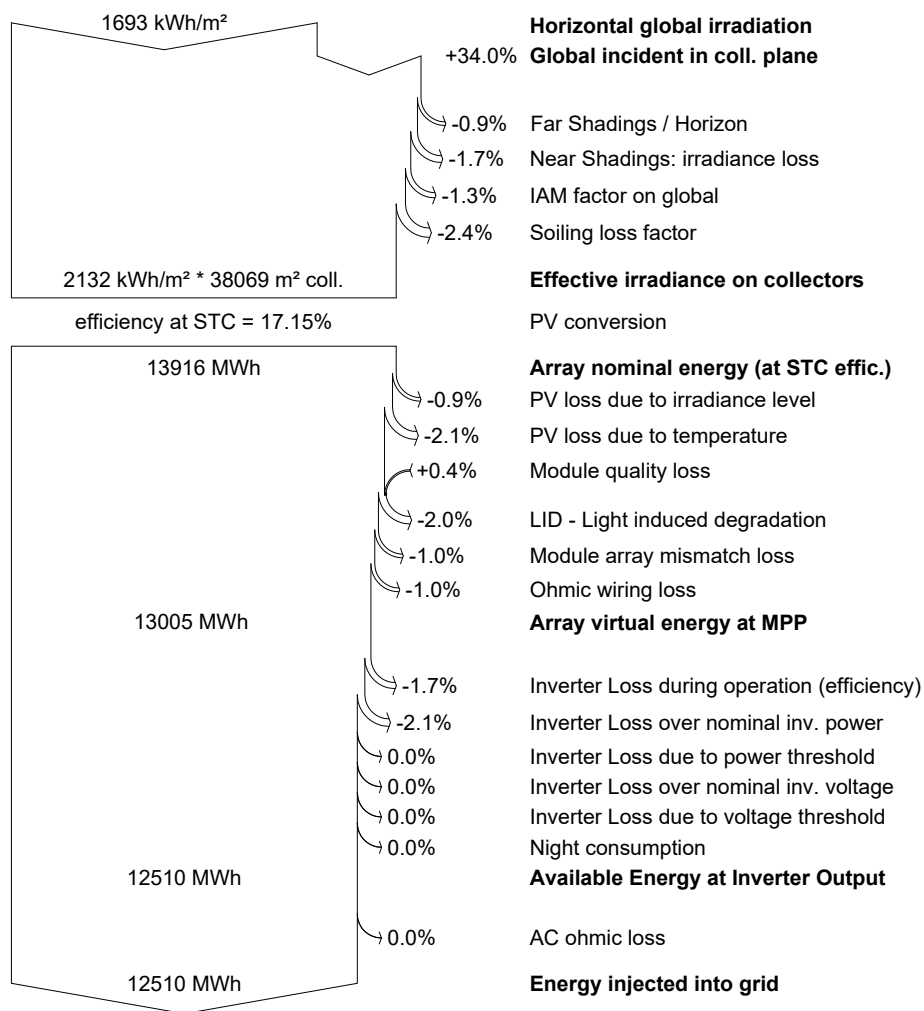 1693 kWh/m² Horizontal global irradiation
+34.0% Global incident in coll. plane
-0.9% Far Shadings / Horizon
-1.7% Near Shadings: irradiance loss
-1.3% IAM factor on global
-2.4% Soiling loss factor
2132 kWh/m² * 38069 m² coll. Effective irradiance on collectors
efficiency at STC = 17.15% PV conversion
13916 MWh Array nominal energy (at STC effic.)
-0.9% PV loss due to irradiance level
-2.1% PV loss due to temperature
+0.4% Module quality loss
-2.0% LID - Light induced degradation
-1.0% Module array mismatch loss
-1.0% Ohmic wiring loss
13005 MWh Array virtual energy at MPP
-1.7% Inverter Loss during operation (efficiency)
-2.1% Inverter Loss over nominal inv. power
0.0% Inverter Loss due to power threshold
0.0% Inverter Loss over nominal inv. voltage
0.0% Inverter Loss due to voltage threshold
0.0% Night consumption
12510 MWh Available Energy at Inverter Output
0.0% AC ohmic loss
12510 MWh Energy injected into grid